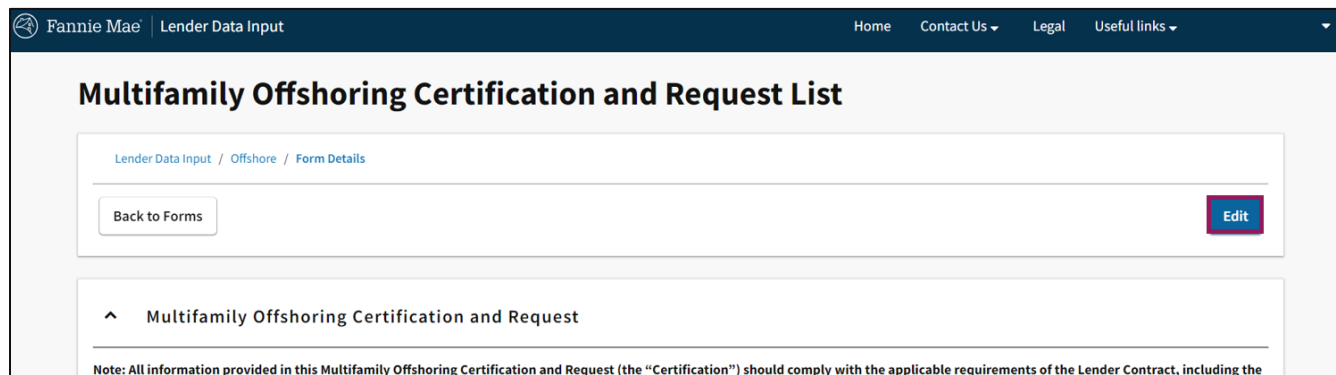 Fannie Mae | Lender Data Input Home Contact Us Legal Useful links
Multifamily Offshoring Certification and Request List
Lender Data Input / Offshore / Form Details
Back to Forms Edit
Multifamily Offshoring Certification and Request
Note: All information provided in this Multifamily Offshoring Certification and Request (the “Certification”) should comply with the applicable requirements of the Lender Contract, including the